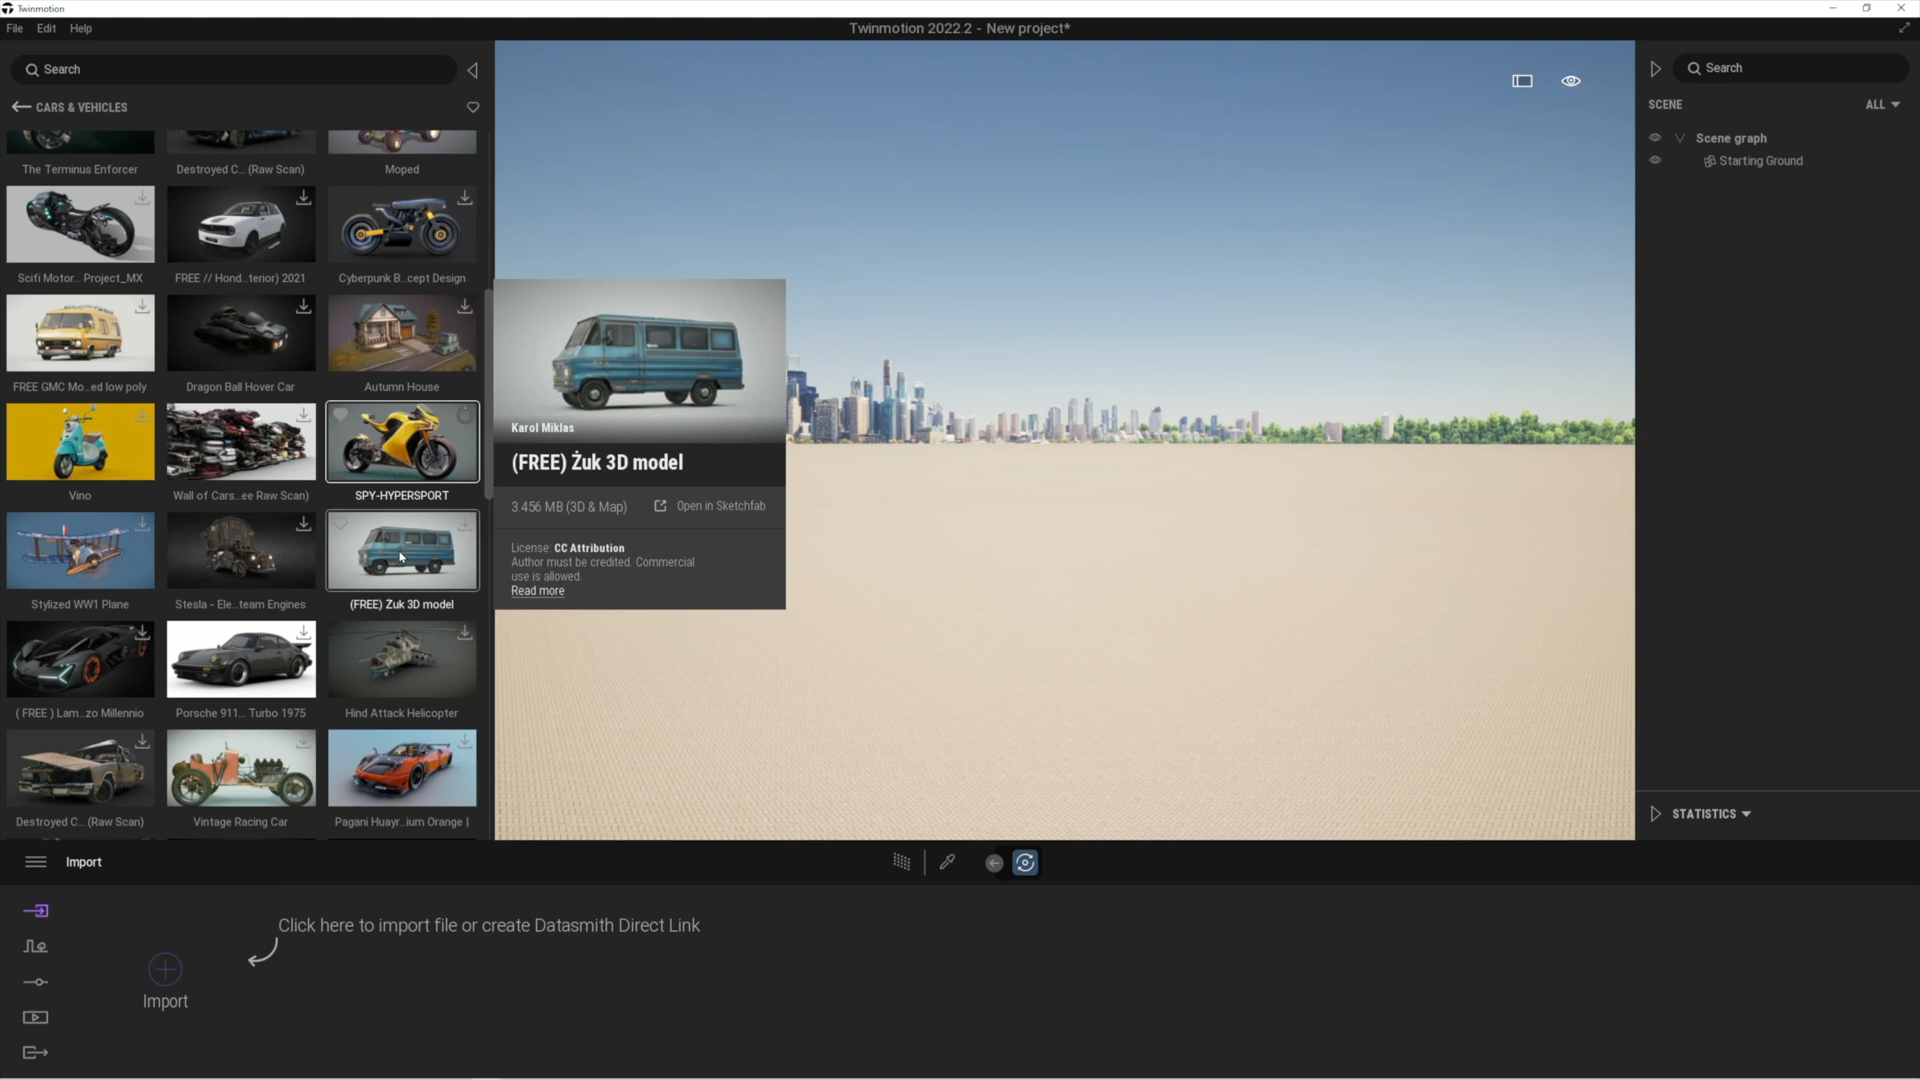 Twinmotion
File Edit Help
Twinmotion 2022.2 - New project*
Search
CARS & VEHICLES
The Terminus Enforcer
Destroyed C... (Raw Scan)
Moped
Scifi Motor... Project_MX
FREE // Hond...terior) 2021
Cyberpunk B...cept Design
FREE GMC Mo...ed low poly
Dragon Ball Hover Car
Autumn House
Vino
Wall of Cars...ee Raw Scan)
SPY-HYPERSPORT
Stylized WW1 Plane
Stesla - Ele...team Engines
(FREE) Żuk 3D model
( FREE ) Lam...zo Millennio
Porsche 911... Turbo 1975
Hind Attack Helicopter
Destroyed C... (Raw Scan)
Vintage Racing Car
Pagani Huayr...ium Orange |
Karol Miklas
(FREE) Żuk 3D model
3.456 MB (3D & Map)
Open in Sketchfab
License: CC Attribution
Author must be credited. Commercial
use is allowed.
Read more
Search
SCENE
ALL
Scene graph
Starting Ground
STATISTICS
Import
Click here to import file or create Datasmith Direct Link
Import